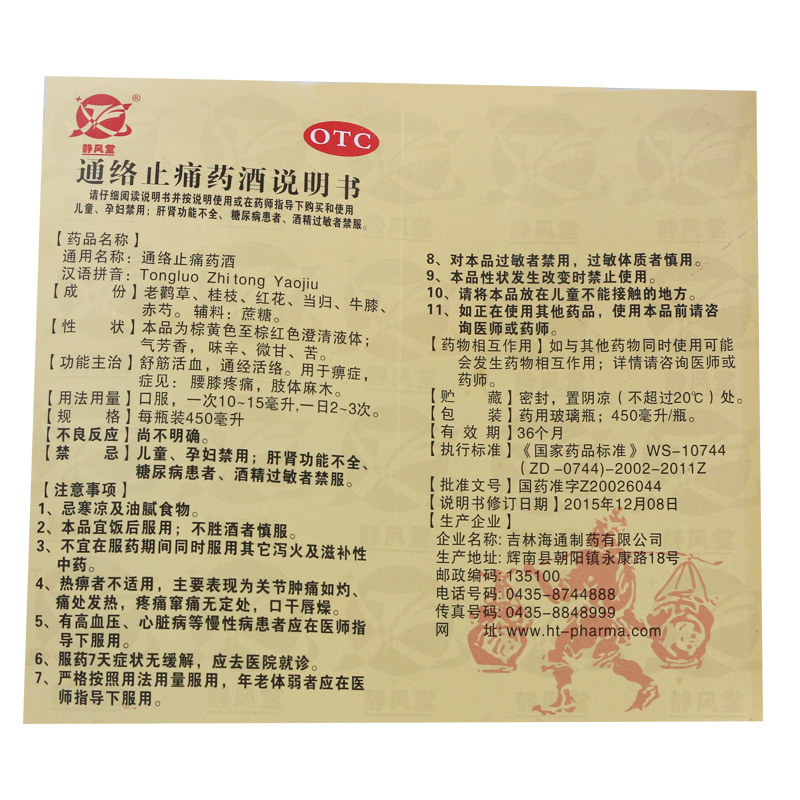 静风堂
®
OTC
通络止痛药酒说明书
请仔细阅读说明书并按说明使用或在药师指导下购买和使用
儿童、孕妇禁用；肝肾功能不全、糖尿病患者、酒精过敏者禁服。
【药品名称】
通用名称：通络止痛药酒
汉语拼音：Tongluo Zhitong Yaojiu
【成 份】老鹳草、桂枝、红花、当归、牛膝、
赤芍。辅料：蔗糖。
【性 状】本品为棕黄色至棕红色澄清液体；
气芳香，味辛、微甘、苦。
【功能主治】舒筋活血，通经活络。用于痹症，
症见：腰膝疼痛，肢体麻木。
【用法用量】口服，一次10~15毫升,一日2~3次。
【规 格】每瓶装450毫升
【不良反应】尚不明确。
【禁 忌】儿童、孕妇禁用；肝肾功能不全、
糖尿病患者、酒精过敏者禁服。
【注意事项】
1、忌寒凉及油腻食物。
2、本品宜饭后服用；不胜酒者慎服。
3、不宜在服药期间同时服用其它泻火及滋补性
中药。
4、热痹者不适用，主要表现为关节肿痛如灼、
痛处发热，疼痛窜痛无定处，口干唇燥。
5、有高血压、心脏病等慢性病患者应在医师指
导下服用。
6、服药7天症状无缓解，应去医院就诊。
7、严格按照用法用量服用，年老体弱者应在医
师指导下服用。
8、对本品过敏者禁用，过敏体质者慎用。
9、本品性状发生改变时禁止使用。
10、请将本品放在儿童不能接触的地方。
11、如正在使用其他药品，使用本品前请咨
询医师或药师。
【药物相互作用】如与其他药物同时使用可能
会发生药物相互作用；详情请咨询医师或
药师。
【贮 藏】密封，置阴凉（不超过20℃）处。
【包 装】药用玻璃瓶；450毫升/瓶。
【有 效 期】36个月
【执行标准】《国家药品标准》WS-10744
（ZD-0744)-2002-2011Z
【批准文号】国药准字Z20026044
【说明书修订日期】2015年12月08日
【生产企业】
企业名称：吉林海通制药有限公司
生产地址：辉南县朝阳镇永康路18号
邮政编码：135100
电话号码：0435-8744888
传真号码：0435-8848999
网 址：www.ht-pharma.com